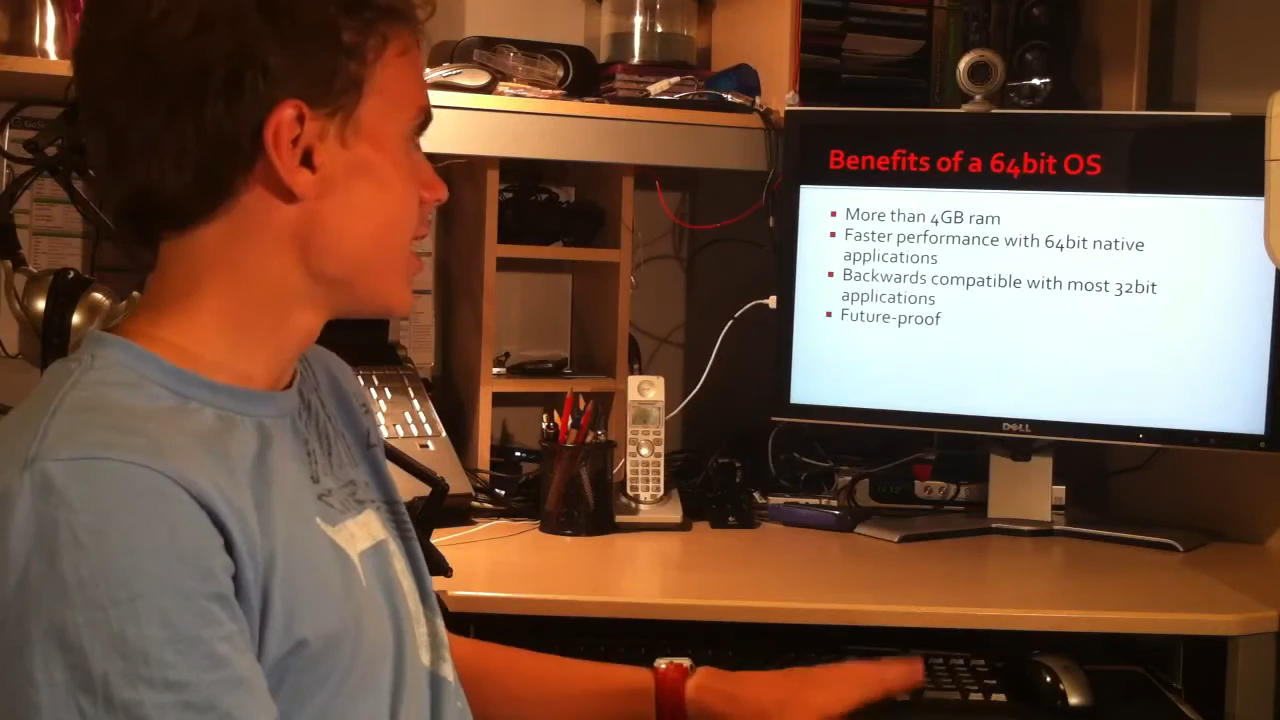 Benefits of a 64bit OS
More than 4GB ram
Faster performance with 64bit native
applications
Backwards compatible with most 32bit
applications
Future-proof
DELL